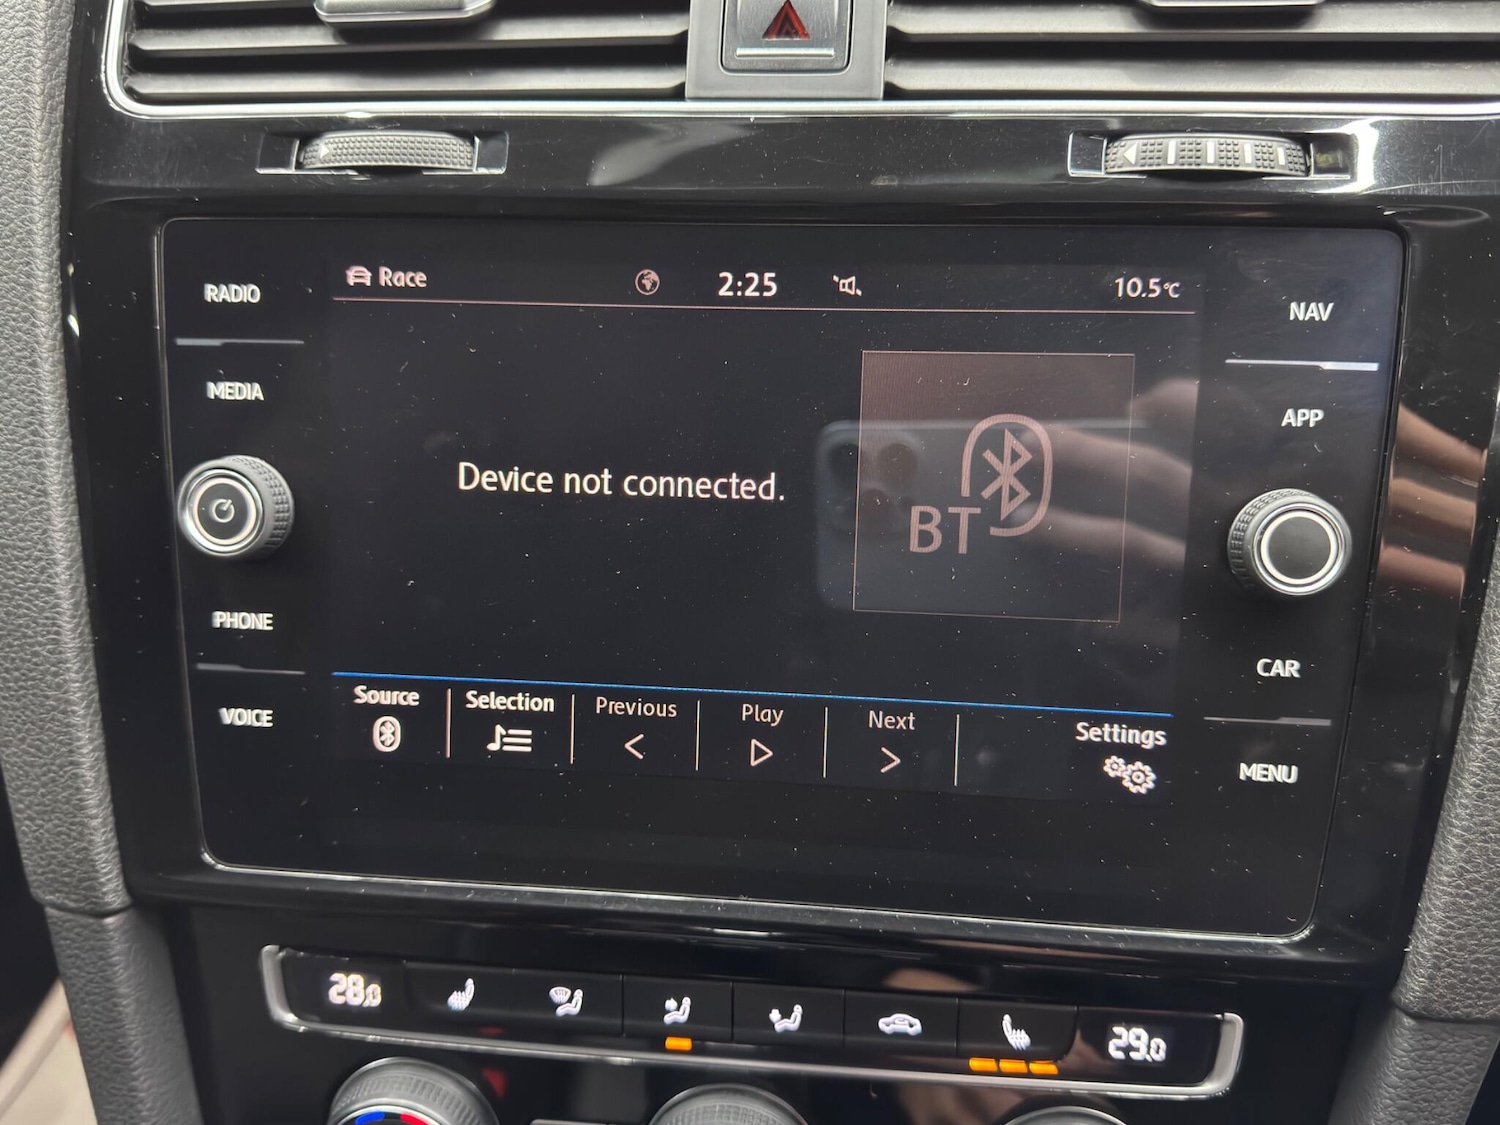 Race
2:25
10.5°C
RADIO
MEDIA
PHONE
VOICE
NAV
APP
CAR
MENU
Device not connected.
BT
Source
Selection
Previous
Play
Next
Settings
28.0
29.0